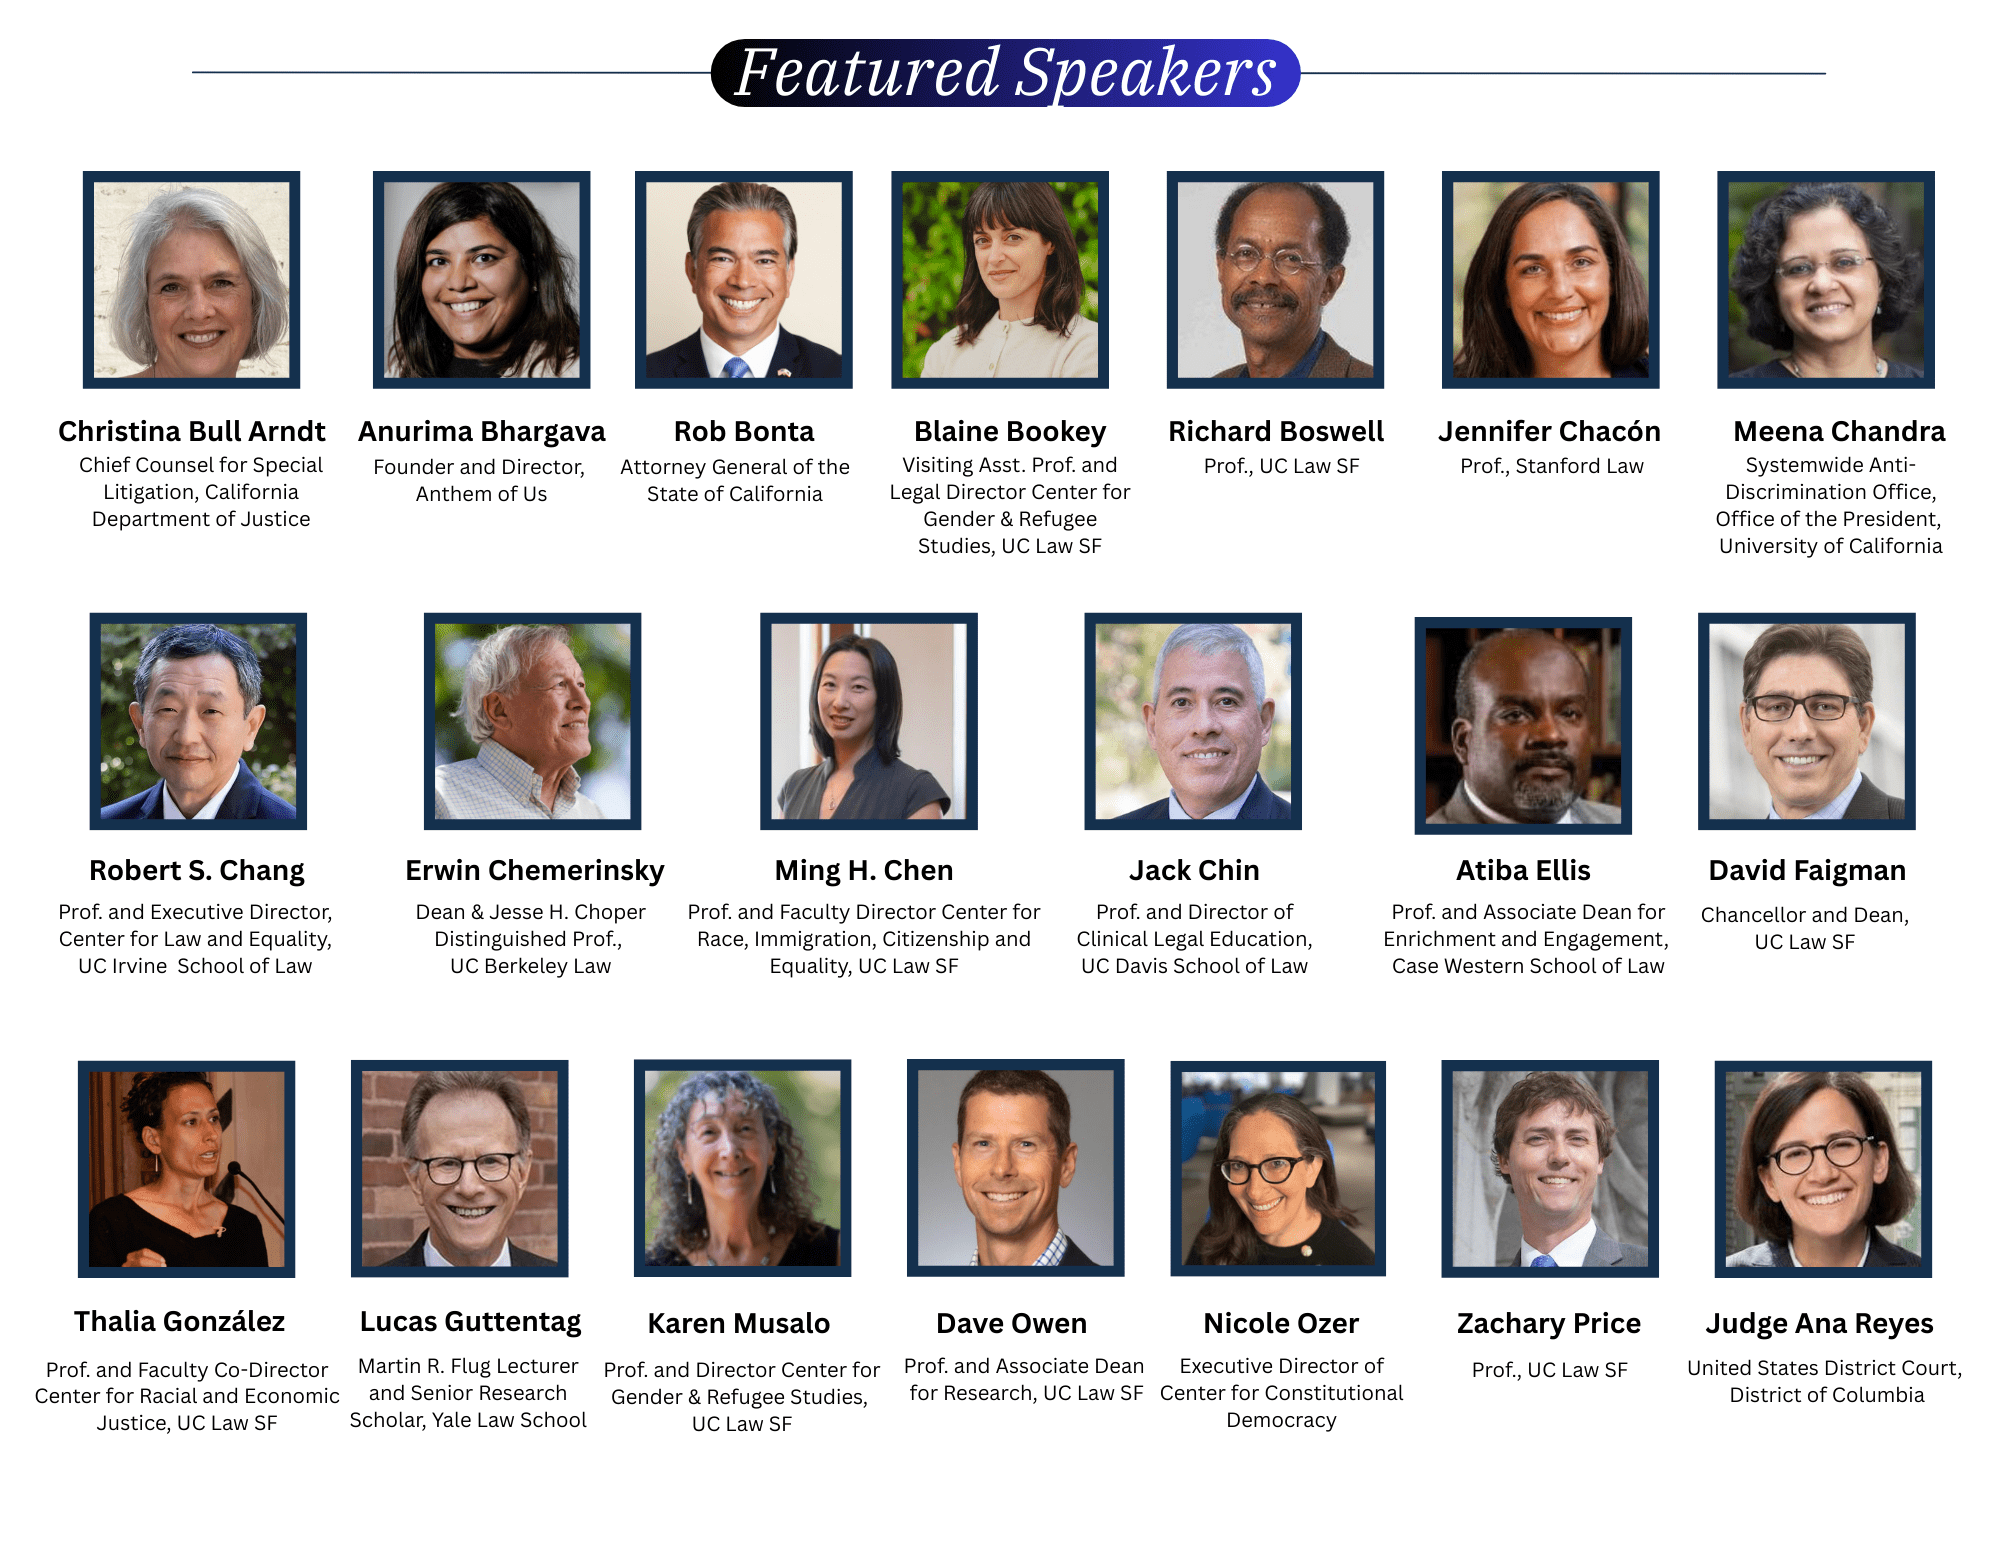 Featured Speakers
Christina Bull Arndt
Chief Counsel for Special
Litigation, California
Department of Justice
Anurima Bhargava
Founder and Director,
Anthem of Us
Rob Bonta
Attorney General of the
State of California
Blaine Bookey
Visiting Asst. Prof. and
Legal Director Center for
Gender & Refugee
Studies, UC Law SF
Richard Boswell
Prof., UC Law SF
Jennifer Chacón
Prof., Stanford Law
Meena Chandra
Systemwide Anti-
Discrimination Office,
Office of the President,
University of California
Robert S. Chang
Prof. and Executive Director,
Center for Law and Equality,
UC Irvine School of Law
Erwin Chemerinsky
Dean & Jesse H. Choper
Distinguished Prof.,
UC Berkeley Law
Ming H. Chen
Prof. and Faculty Director Center for
Race, Immigration, Citizenship and
Equality, UC Law SF
Jack Chin
Prof. and Director of
Clinical Legal Education,
UC Davis School of Law
Atiba Ellis
Prof. and Associate Dean for
Enrichment and Engagement,
Case Western School of Law
David Faigman
Chancellor and Dean,
UC Law SF
Thalia González
Prof. and Faculty Co-Director
Center for Racial and Economic
Justice, UC Law SF
Lucas Guttentag
Martin R. Flug Lecturer
and Senior Research
Scholar, Yale Law School
Karen Musalo
Prof. and Director Center for
Gender & Refugee Studies,
UC Law SF
Dave Owen
Prof. and Associate Dean
for Research, UC Law SF
Nicole Ozer
Executive Director of
Center for Constitutional
Democracy
Zachary Price
Prof., UC Law SF
Judge Ana Reyes
United States District Court,
District of Columbia